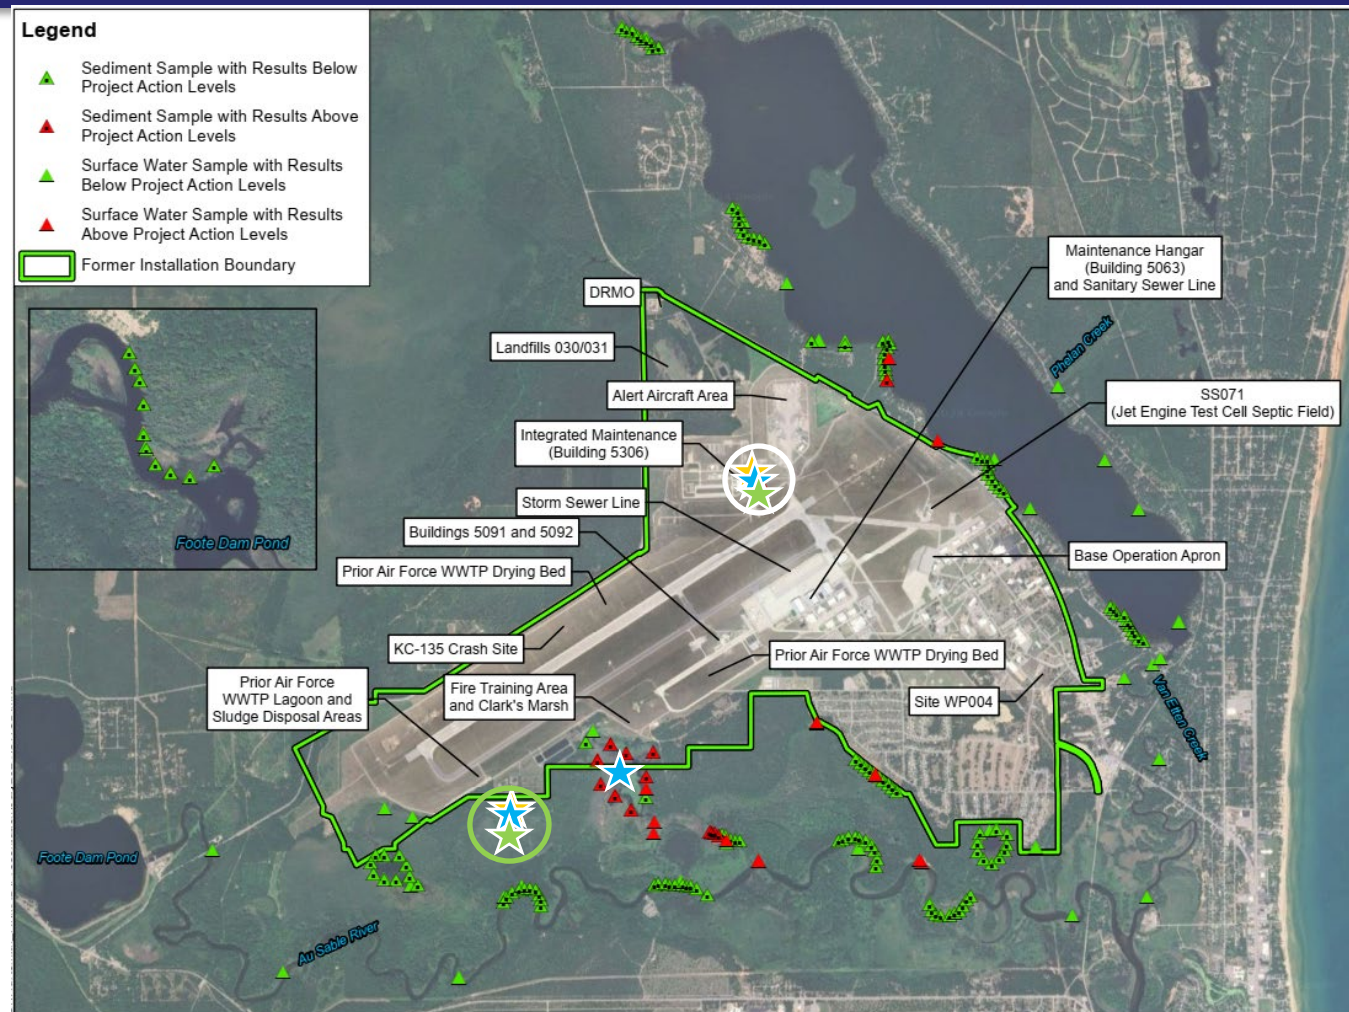 Legend
Sediment Sample with Results Below
Project Action Levels
Sediment Sample with Results Above
Project Action Levels
Surface Water Sample with Results
Below Project Action Levels
Surface Water Sample with Results
Above Project Action Levels
Former Installation Boundary
Foote Dam Pond
DRMO
Landfills 030/031
Alert Aircraft Area
Integrated Maintenance
(Building 5306)
Storm Sewer Line
Buildings 5091 and 5092
Prior Air Force WWTP Drying Bed
KC-135 Crash Site
Prior Air Force
WWTP Lagoon and
Sludge Disposal Areas
Fire Training Area
and Clark's Marsh
Maintenance Hangar
(Building 5063)
and Sanitary Sewer Line
Phelan Creek
SS071
(Jet Engine Test Cell Septic Field)
Base Operation Apron
Prior Air Force WWTP Drying Bed
Site WP004
Van Etten Creek
Foote Dam Pond
Au Sable River